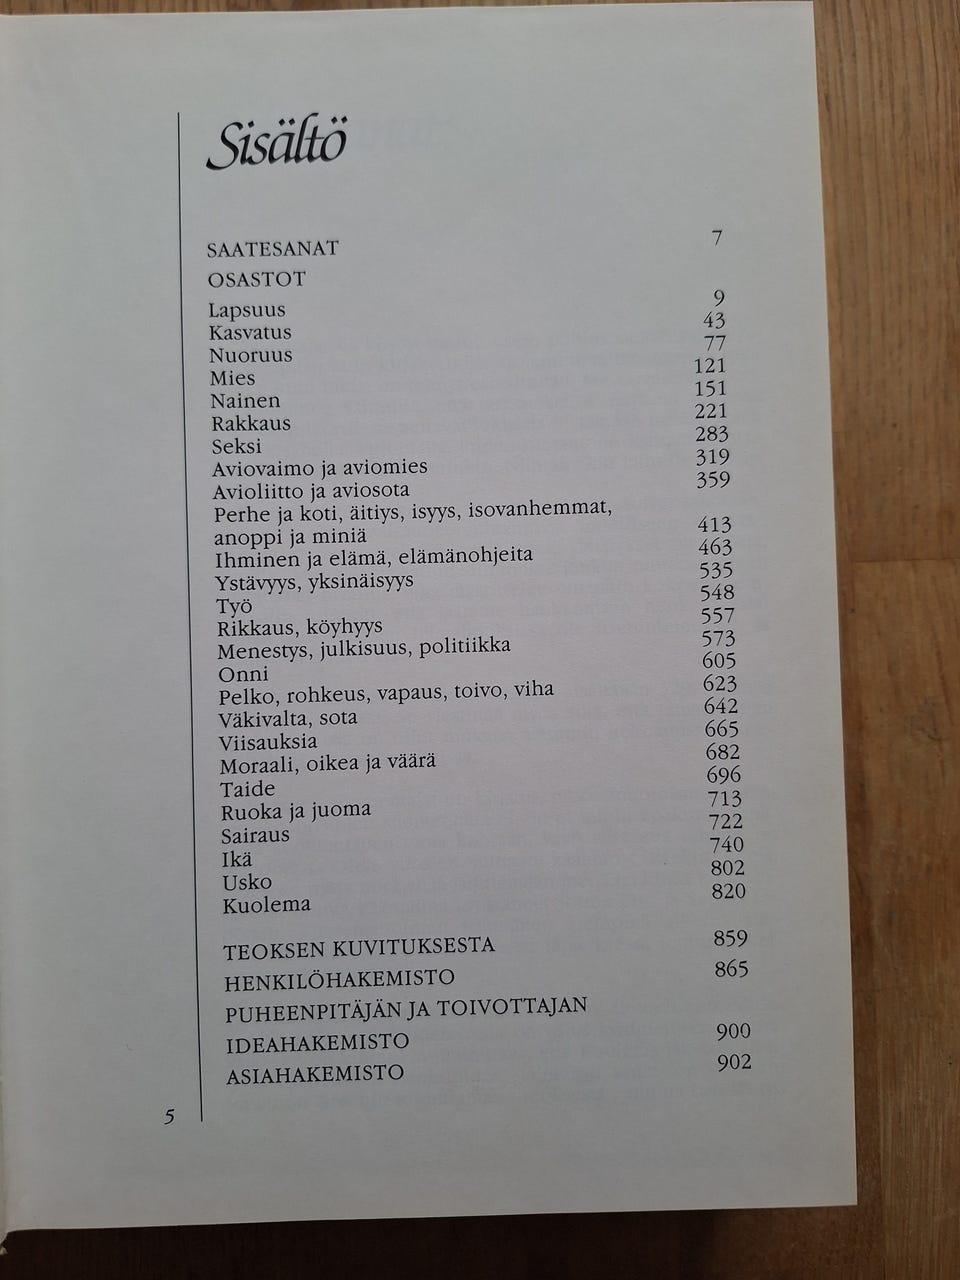 Sisältö
SAATESANAT 7
OSASTOT
Lapsuus 9
Kasvatus 43
Nuoruus 77
Mies 121
Nainen 151
Rakkaus 221
Seksi 283
Aviovaimo ja aviomies 319
Avioliitto ja aviosota 359
Perhe ja koti, äitiys, isyys, isovanhemmat,
anoppi ja miniä 413
Ihminen ja elämä, elämänohjeita 463
Ystävyys, yksinäisyys 535
Työ 548
Rikkaus, köyhyys 557
Menestys, julkisuus, politiikka 573
Onni 605
Pelko, rohkeus, vapaus, toivo, viha 623
Väkivalta, sota 642
Viisauksia 665
Moraali, oikea ja väärä 682
Taide 696
Ruoka ja juoma 713
Sairaus 722
Ikä 740
Usko 802
Kuolema 820
TEOKSEN KUVITUKSESTA 859
HENKILÖHAKEMISTO 865
PUHEENPITÄJÄN JA TOIVOTTAJAN
IDEAHAKEMISTO 900
ASIAHAKEMISTO 902
5